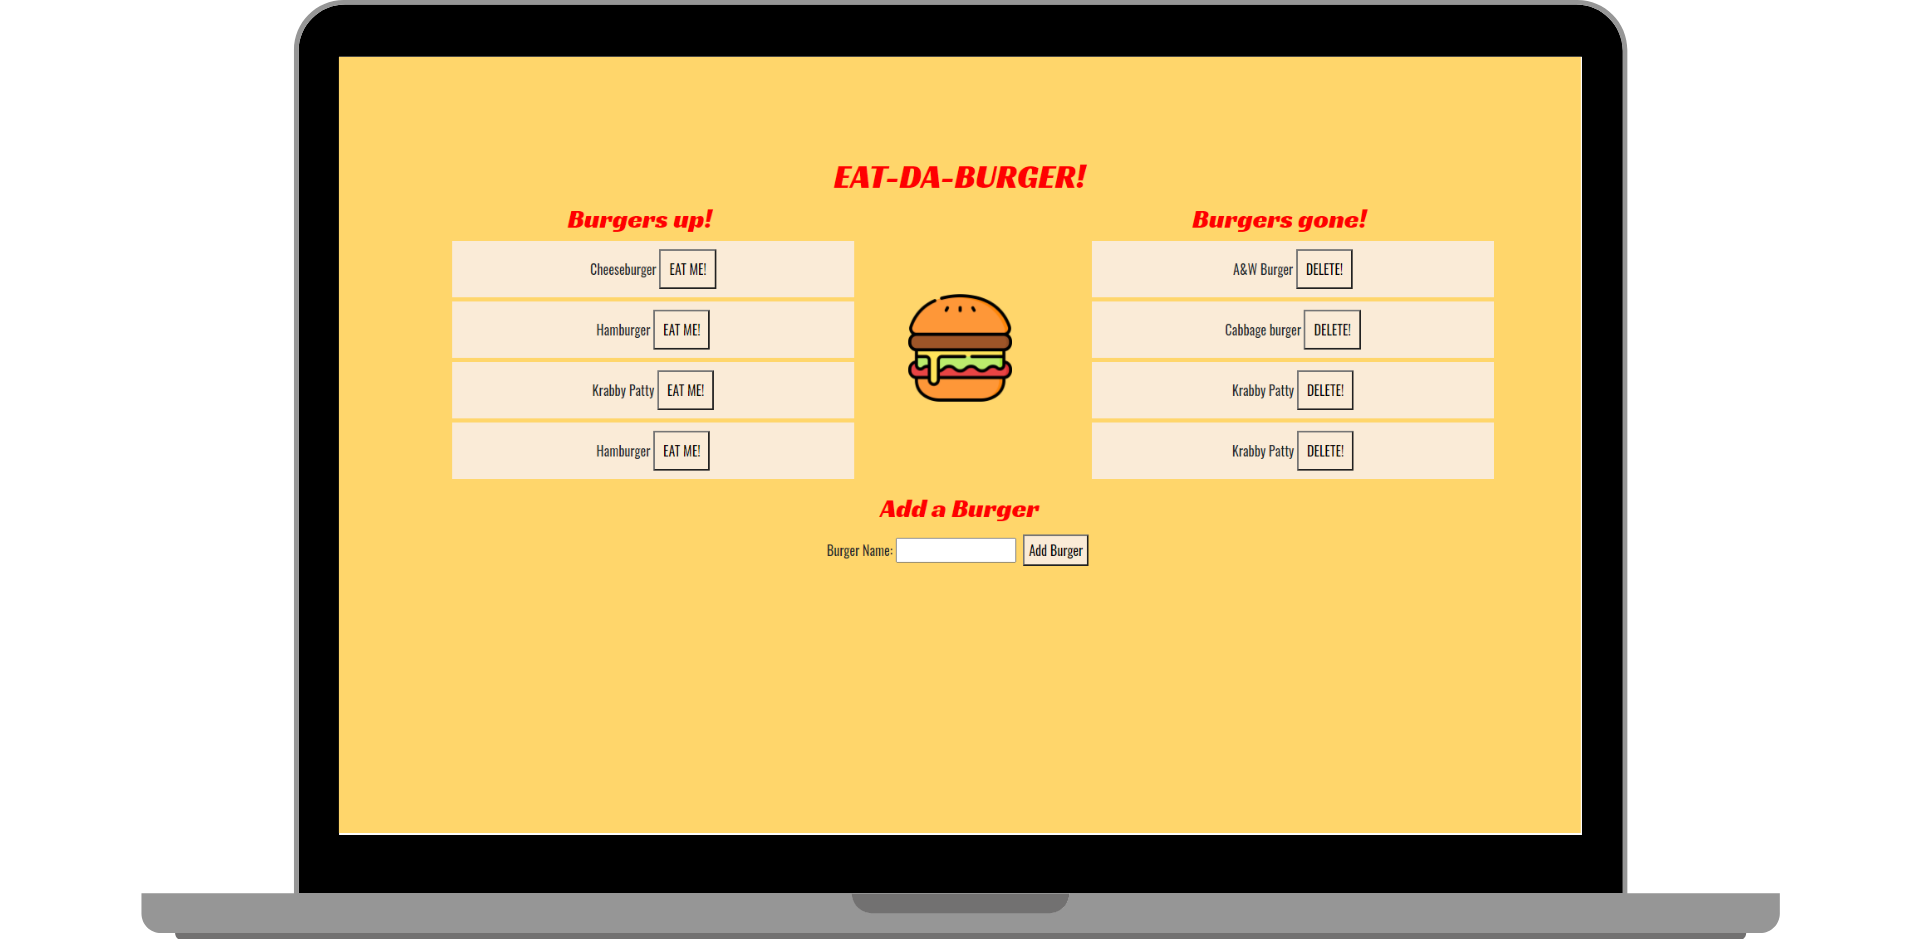 EAT-DA-BURGER!
Burgers up!
Cheeseburger EAT ME!
Hamburger EAT ME!
Krabby Patty EAT ME!
Hamburger EAT ME!
Burgers gone!
A&W Burger DELETE!
Cabbage burger DELETE!
Krabby Patty DELETE!
Krabby Patty DELETE!
Add a Burger
Burger Name: Add Burger